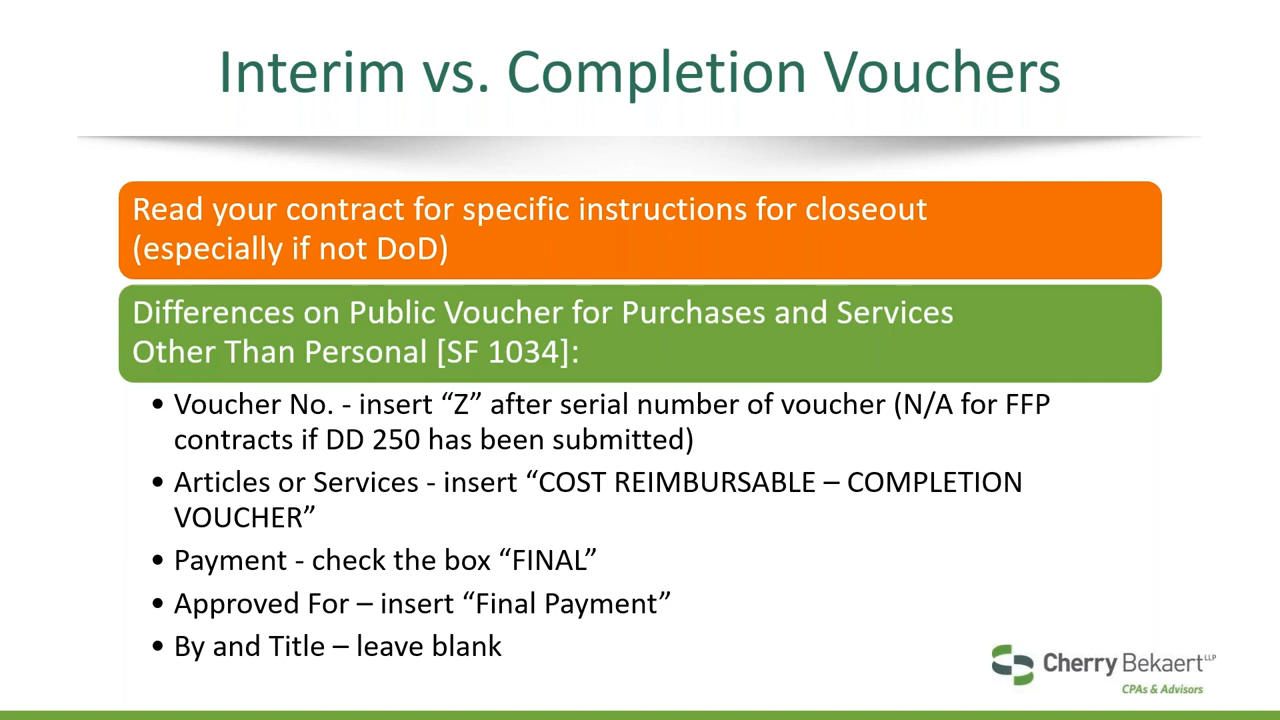 Interim vs. Completion Vouchers
Read your contract for specific instructions for closeout
(especially if not DoD)
Differences on Public Voucher for Purchases and Services
Other Than Personal [SF 1034]:
• Voucher No. - insert “Z” after serial number of voucher (N/A for FFP
contracts if DD 250 has been submitted)
• Articles or Services - insert “COST REIMBURSABLE – COMPLETION
VOUCHER”
• Payment - check the box “FINAL”
• Approved For – insert “Final Payment”
• By and Title – leave blank
Cherry Bekaert LLP
CPAs & Advisors